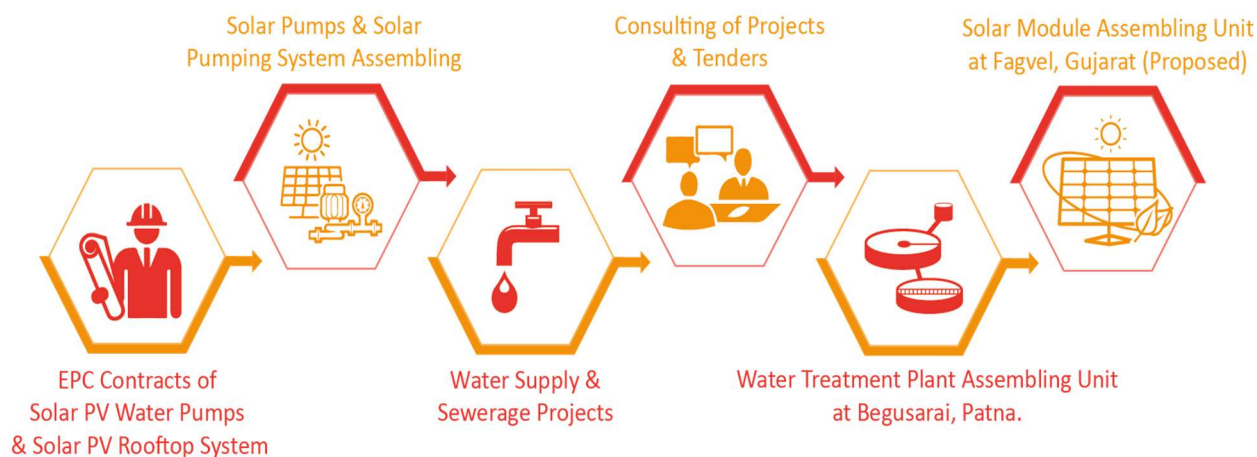 Solar Pumps & Solar
Pumping System Assembling
Consulting of Projects
& Tenders
Solar Module Assembling Unit
at Fagvel, Gujarat (Proposed)
EPC Contracts of
Solar PV Water Pumps
& Solar PV Rooftop System
Water Supply &
Sewerage Projects
Water Treatment Plant Assembling Unit
at Begusarai, Patna.